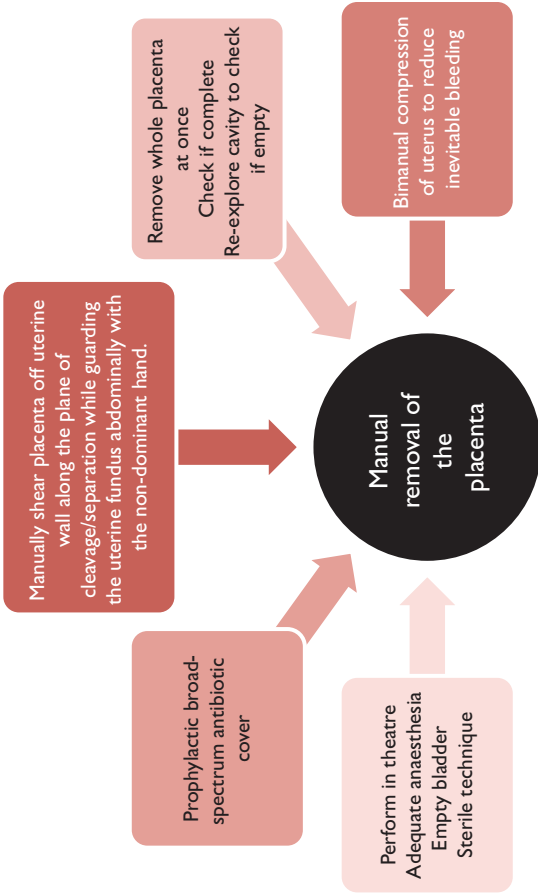 Perform in theatre
Adequate anaesthesia
Empty bladder
Sterile technique
Prophylactic broad-
spectrum antibiotic
cover
Manually shear placenta off uterine
wall along the plane of
cleavage/separation while guarding
the uterine fundus abdominally with
the non-dominant hand.
Remove whole placenta
at once
Check if complete
Re-explore cavity to check
if empty
Bimanual compression
of uterus to reduce
inevitable bleeding
Manual
removal of
the
placenta